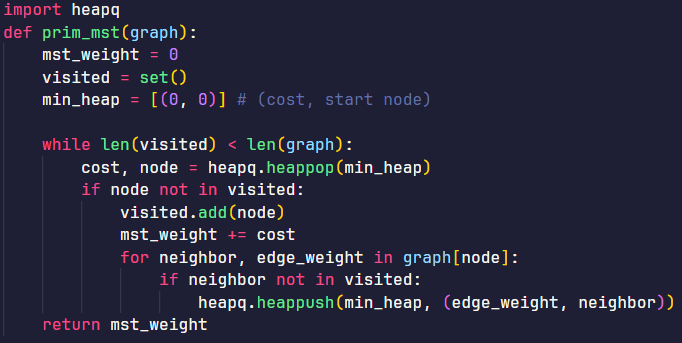 import heapq
def prim_mst(graph):
    mst_weight = 0
    visited = set()
    min_heap = [(0, 0)] # (cost, start node)

    while len(visited) < len(graph):
        cost, node = heapq.heappop(min_heap)
        if node not in visited:
            visited.add(node)
            mst_weight += cost
            for neighbor, edge_weight in graph[node]:
                if neighbor not in visited:
                    heapq.heappush(min_heap, (edge_weight, neighbor))
    return mst_weight